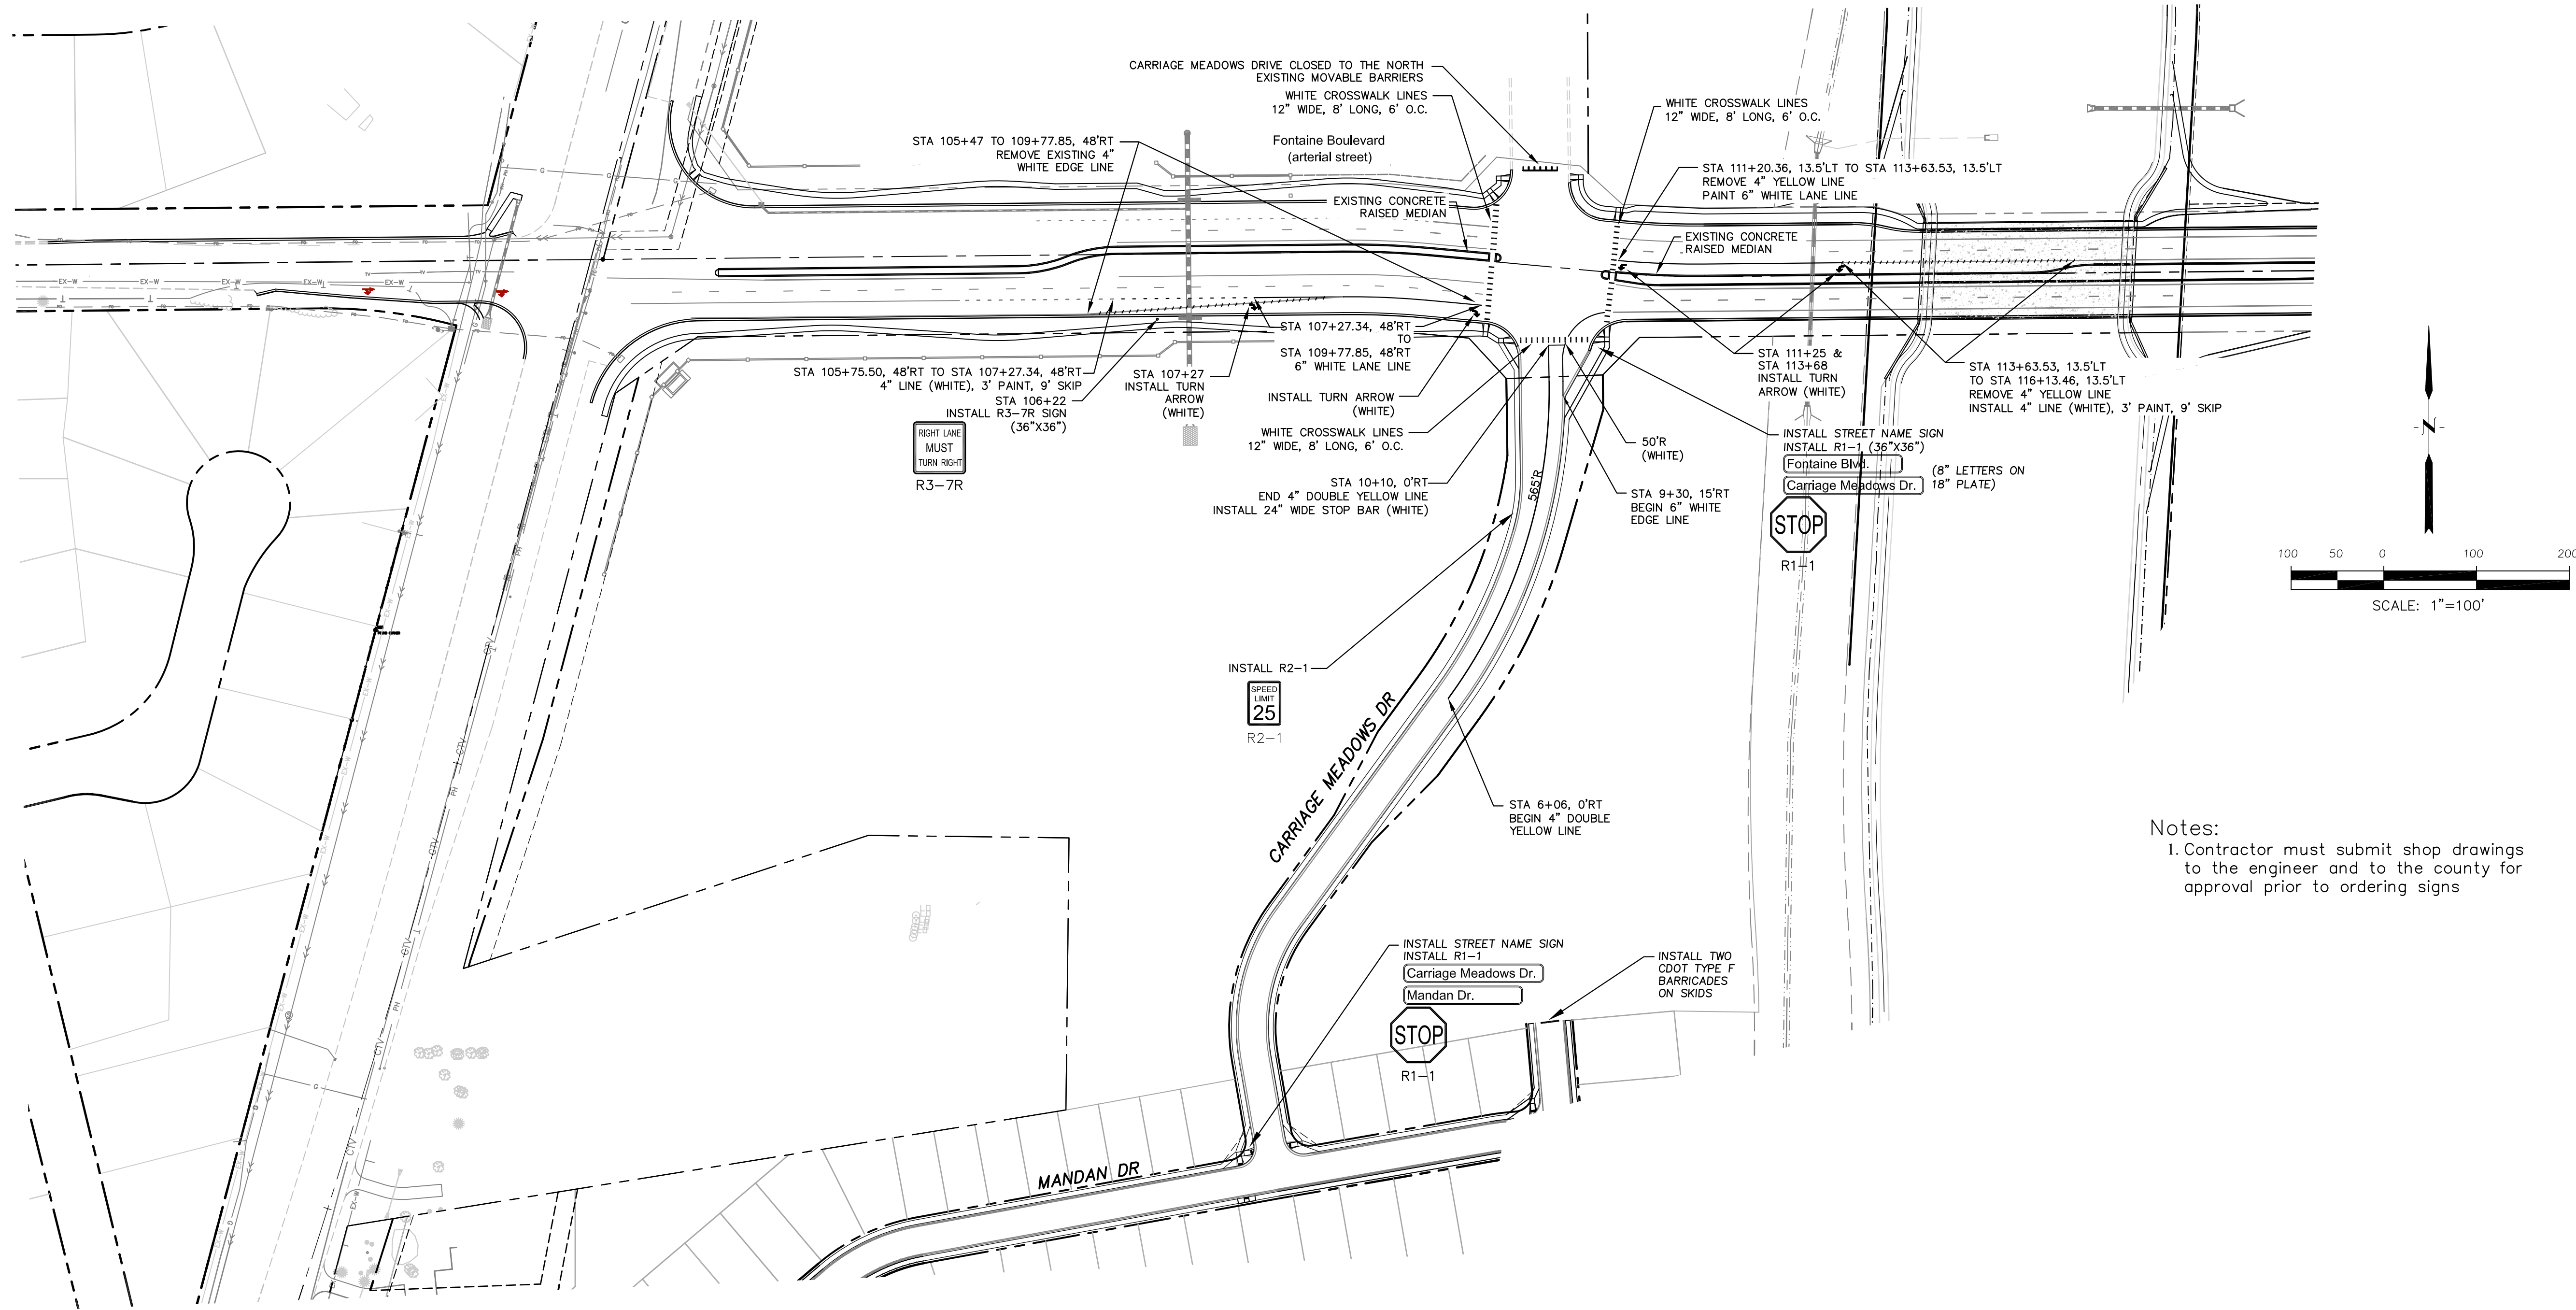 CARRIAGE MEADOWS DRIVE CLOSED TO THE NORTH
EXISTING MOVABLE BARRIERS
WHITE CROSSWALK LINES
12" WIDE, 8' LONG, 6' O.C.
WHITE CROSSWALK LINES
12" WIDE, 8' LONG, 6' O.C.
STA 105+47 TO 109+77.85, 48'RT
REMOVE EXISTING 4"
WHITE EDGE LINE
Fontaine Boulevard
(arterial street)
STA 111+20.36, 13.5'LT TO STA 113+63.53, 13.5'LT
REMOVE 4" YELLOW LINE
PAINT 6" WHITE LANE LINE
EXISTING CONCRETE
RAISED MEDIAN
EXISTING CONCRETE
RAISED MEDIAN
STA 107+27.34, 48'RT
TO
STA 109+77.85, 48'RT
6" WHITE LANE LINE
STA 105+75.50, 48'RT TO STA 107+27.34, 48'RT
4" LINE (WHITE), 3' PAINT, 9' SKIP
STA 106+22
INSTALL R3-7R SIGN
(36"X36")
RIGHT LANE
MUST
TURN RIGHT
R3-7R
STA 107+27
INSTALL TURN
ARROW
(WHITE)
INSTALL TURN ARROW
(WHITE)
WHITE CROSSWALK LINES
12" WIDE, 8' LONG, 6' O.C.
STA 10+10, 0'RT
END 4" DOUBLE YELLOW LINE
INSTALL 24" WIDE STOP BAR (WHITE)
565'R
50'R
(WHITE)
STA 9+30, 15'RT
BEGIN 6" WHITE
EDGE LINE
STA 111+25 &
STA 113+68
INSTALL TURN
ARROW (WHITE)
STA 113+63.53, 13.5'LT
TO STA 116+13.46, 13.5'LT
REMOVE 4" YELLOW LINE
INSTALL 4" LINE (WHITE), 3' PAINT, 9' SKIP
INSTALL STREET NAME SIGN
INSTALL R1-1 (36"X36")
Fontaine Blvd.
Carriage Meadows Dr.
(8" LETTERS ON
18" PLATE)
STOP
R1-1
N
100 50 0 100 200
SCALE: 1"=100'
INSTALL R2-1
SPEED
LIMIT
25
R2-1
CARRIAGE MEADOWS DR
STA 6+06, 0'RT
BEGIN 4" DOUBLE
YELLOW LINE
Notes:
1. Contractor must submit shop drawings
to the engineer and to the county for
approval prior to ordering signs
INSTALL STREET NAME SIGN
INSTALL R1-1
Carriage Meadows Dr.
Mandan Dr.
STOP
R1-1
INSTALL TWO
CDOT TYPE F
BARRICADES
ON SKIDS
MANDAN DR
G
G
EX-W
EX-W
EX-W
EX-W
CTV
CTV
CTV
CTV
CTV
CTV
PH
PH
PH
G